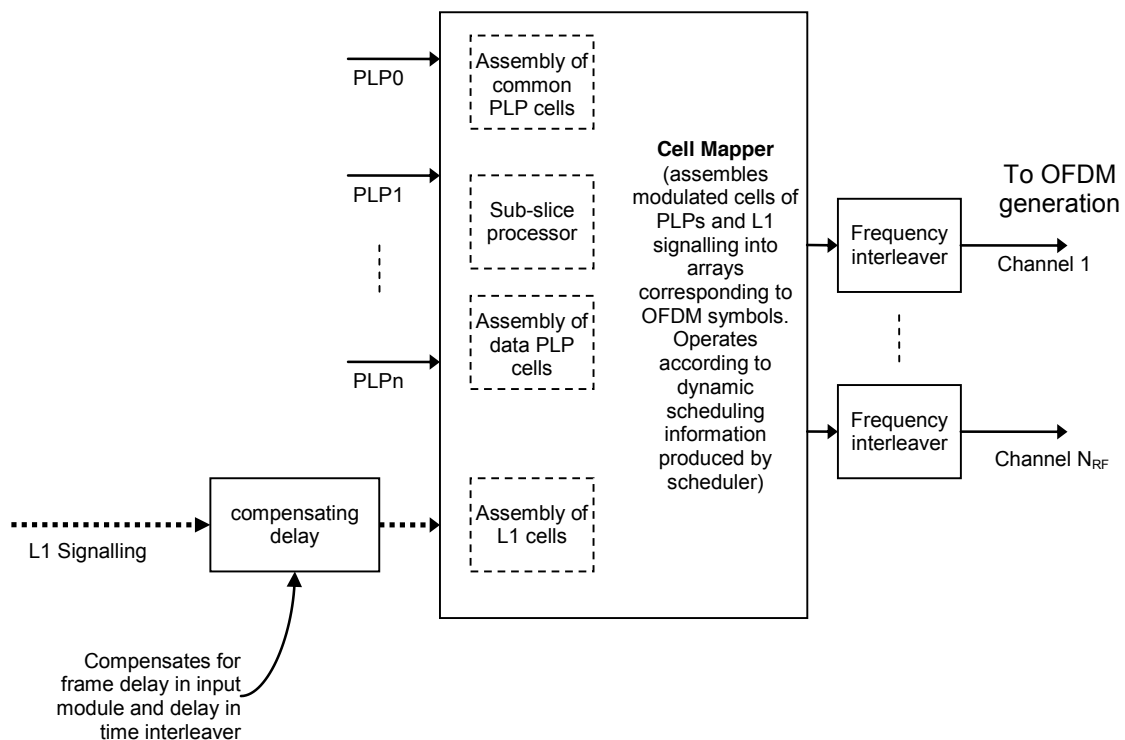 PLP0
Assembly of
common
PLP cells
PLP1
Sub-slice
processor
Assembly of
data PLP
cells
PLPn
Assembly
of L1 cells
L1 Signalling
compensating
delay
Compensates for
frame delay in input
module and delay in
time interleaver
Cell Mapper
(assembles
modulated cells of
PLPs and L1
signalling into
arrays
corresponding to
OFDM symbols.
Operates
according to
dynamic
scheduling
information
produced by
scheduler)
Frequency
interleaver
To OFDM
generation
Channel 1
Frequency
interleaver
Channel NRF